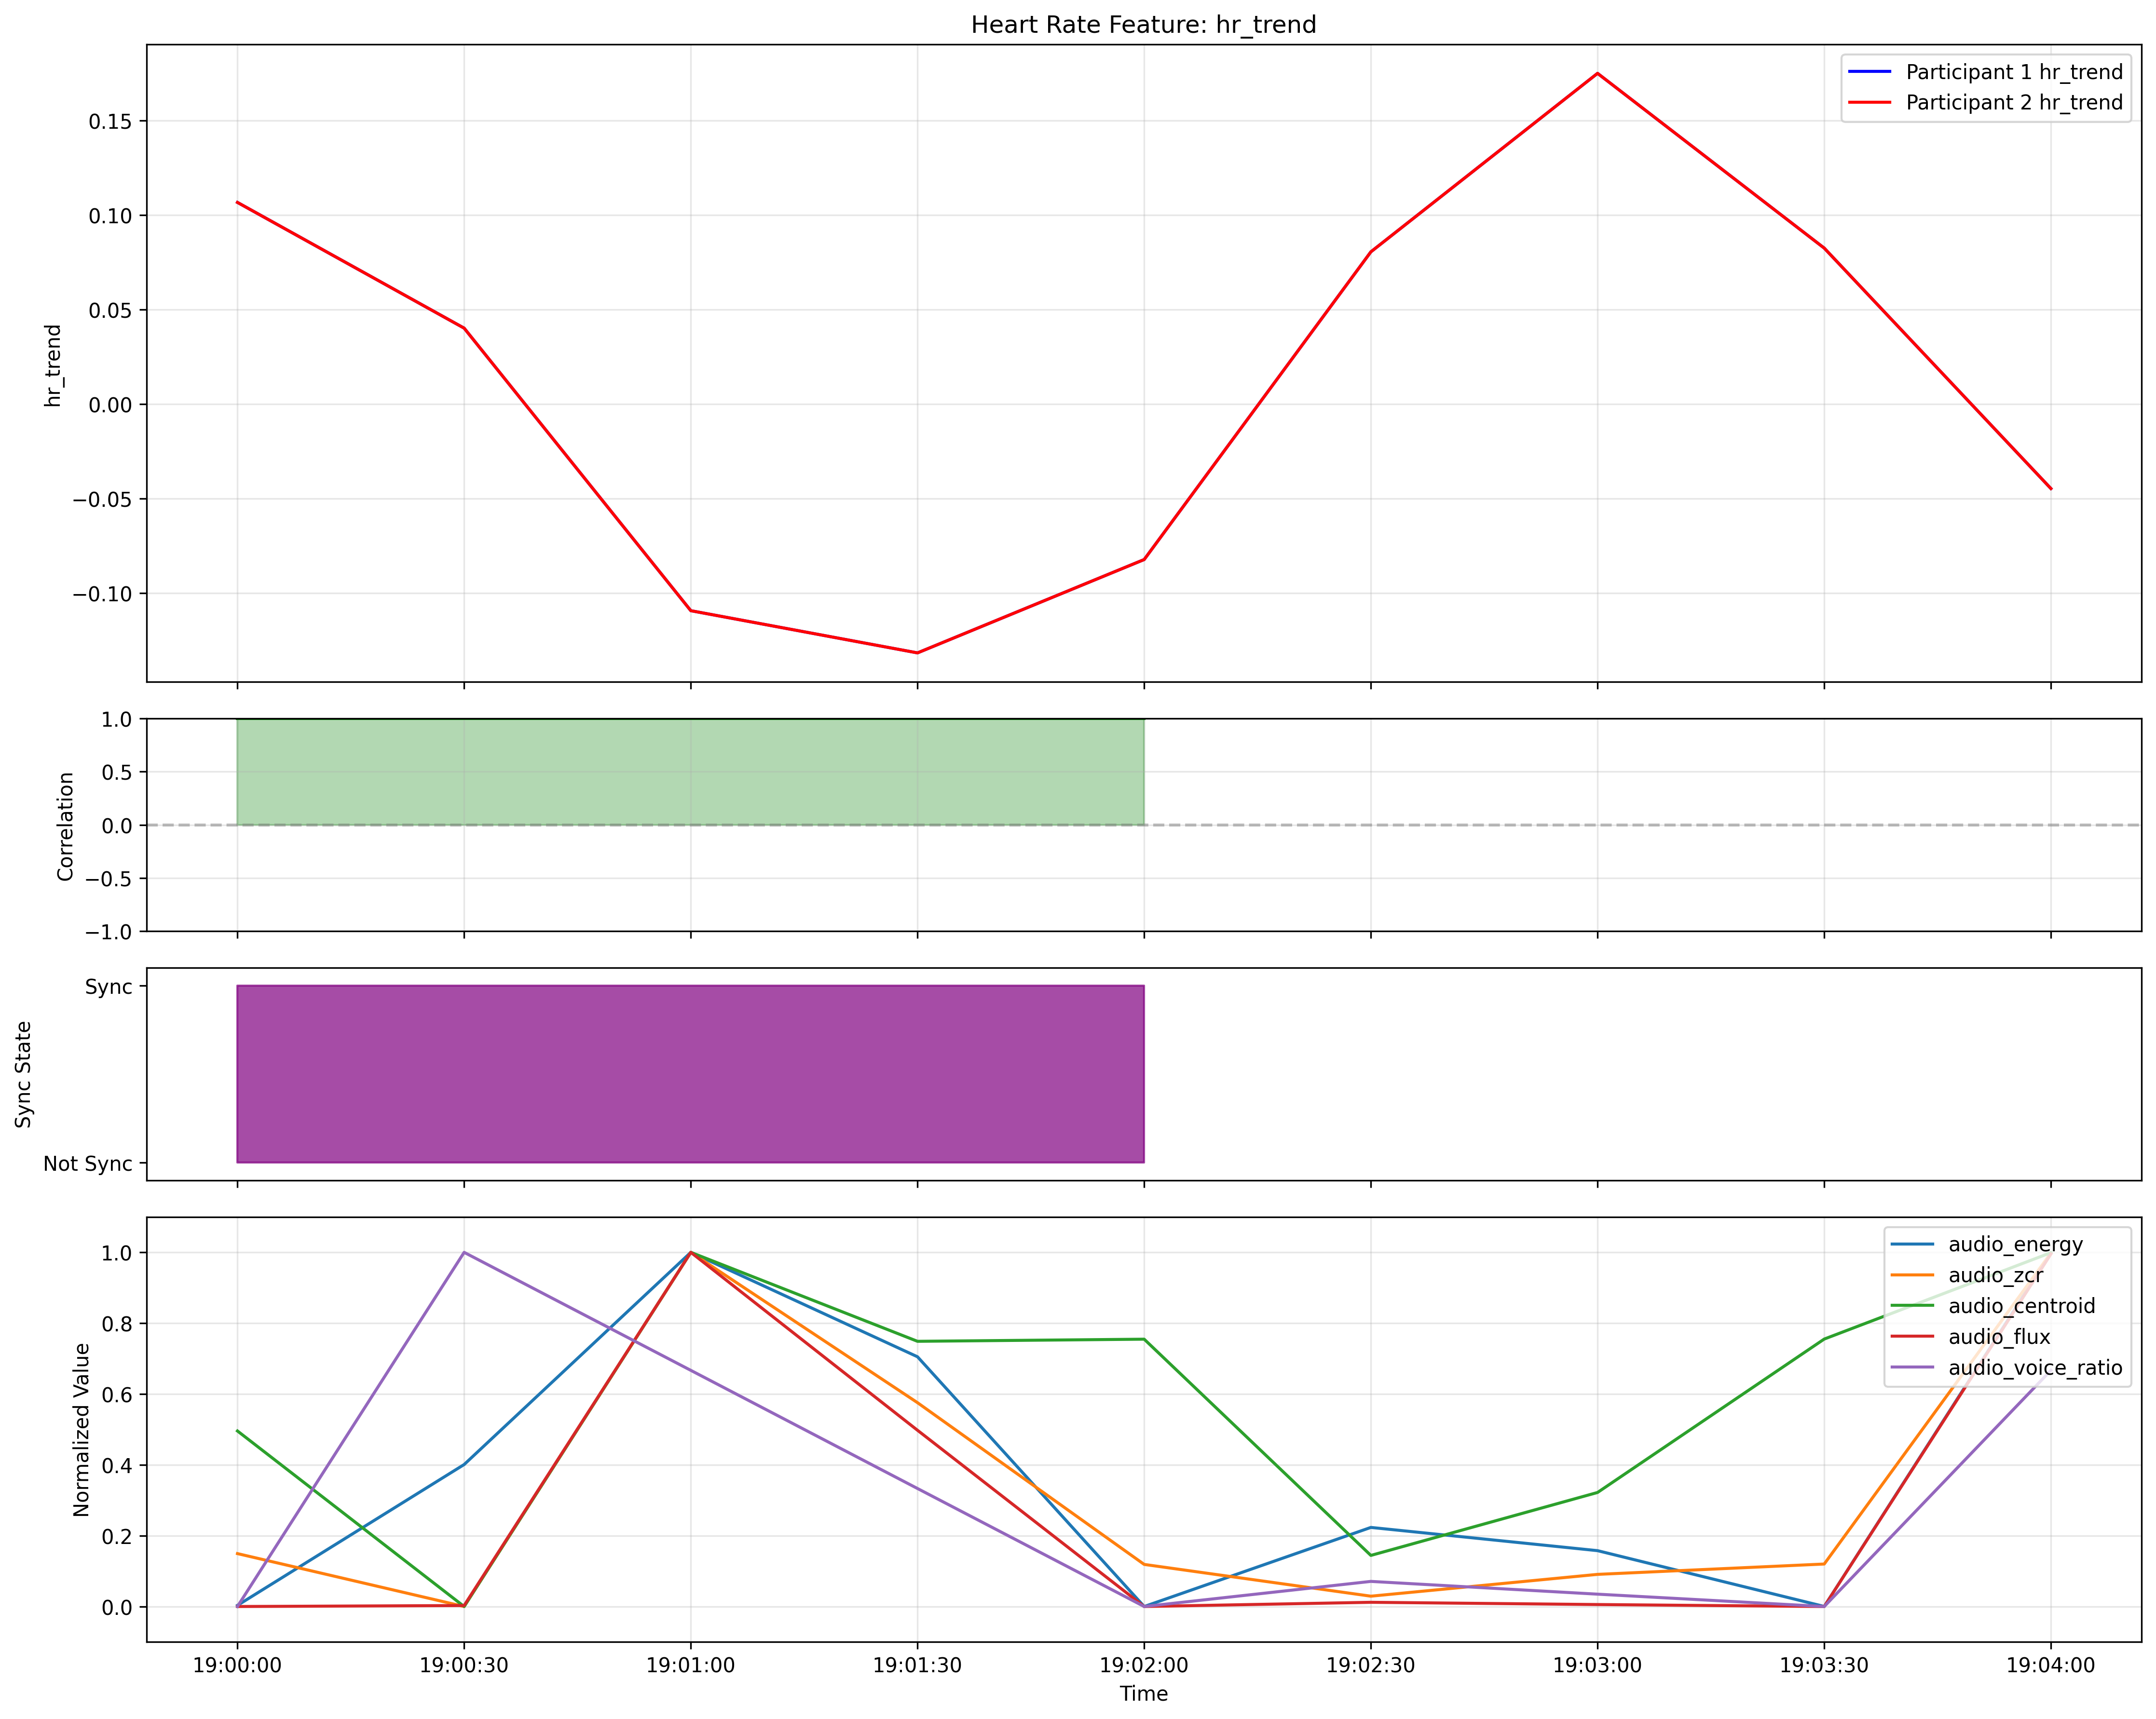 Heart Rate Feature: hr_trend
Participant 1 hr_trend
Participant 2 hr_trend
hr_trend
0.15
0.10
0.05
0.00
−0.05
−0.10
Correlation
1.0
0.5
0.0
−0.5
−1.0
Sync State
Sync
Not Sync
Normalized Value
1.0
0.8
0.6
0.4
0.2
0.0
audio_energy
audio_zcr
audio_centroid
audio_flux
audio_voice_ratio
19:00:00 19:00:30 19:01:00 19:01:30 19:02:00 19:02:30 19:03:00 19:03:30 19:04:00
Time